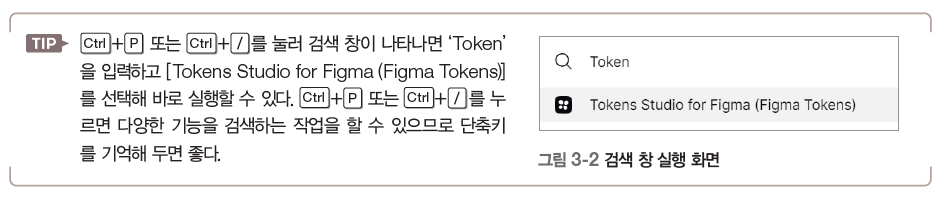 TIP
Ctrl+P 또는 Ctrl+/를 눌러 검색 창이 나타나면 ‘Token’
을 입력하고 [Tokens Studio for Figma (Figma Tokens)]
를 선택해 바로 실행할 수 있다. Ctrl+P 또는 Ctrl+/를 누
르면 다양한 기능을 검색하는 작업을 할 수 있으므로 단축키
를 기억해 두면 좋다.
Token
Tokens Studio for Figma (Figma Tokens)
그림 3-2 검색 창 실행 화면